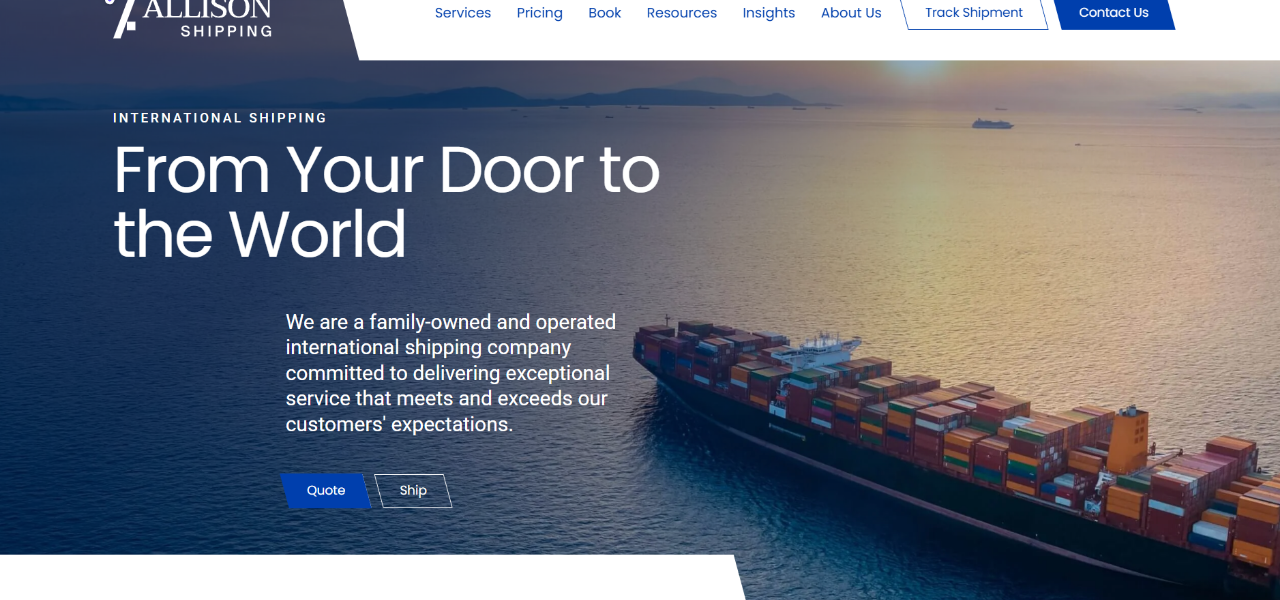 ALLISON
SHIPPING
Services Pricing Book Resources Insights About Us Track Shipment Contact Us
INTERNATIONAL SHIPPING
From Your Door to
the World
We are a family-owned and operated
international shipping company
committed to delivering exceptional
service that meets and exceeds our
customers' expectations.
Quote Ship